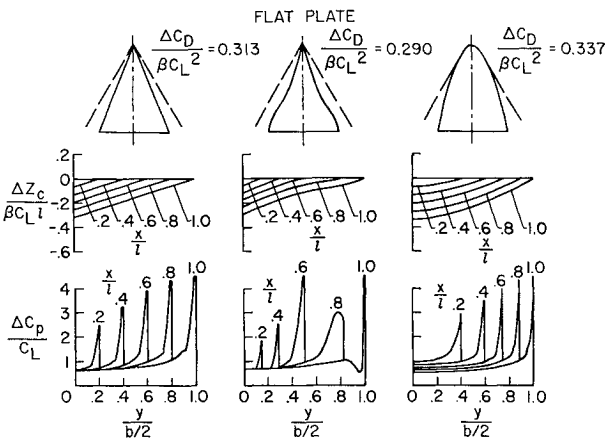 FLAT PLATE
ΔC_D / βC_L² = 0.313
ΔC_D / βC_L² = 0.290
ΔC_D / βC_L² = 0.337
ΔZ_c / βC_L l
.2
0
-.2
-.4
-.6
.2 .4 .6 .8 1.0
x/l
.2 .4 .6 .8 1.0
x/l
.2 .4 .6 .8 1.0
x/l
ΔC_p / C_L
4
3
2
1
x/l
.2 .4 .6 .8 1.0
x/l
.2 .4 .6 .8 1.0
x/l
.2 .4 .6 .8 1.0
0 .2 .4 .6 .8 1.0
y / b/2
0 .2 .4 .6 .8 1.0
y / b/2
0 .2 .4 .6 .8 1.0
y / b/2